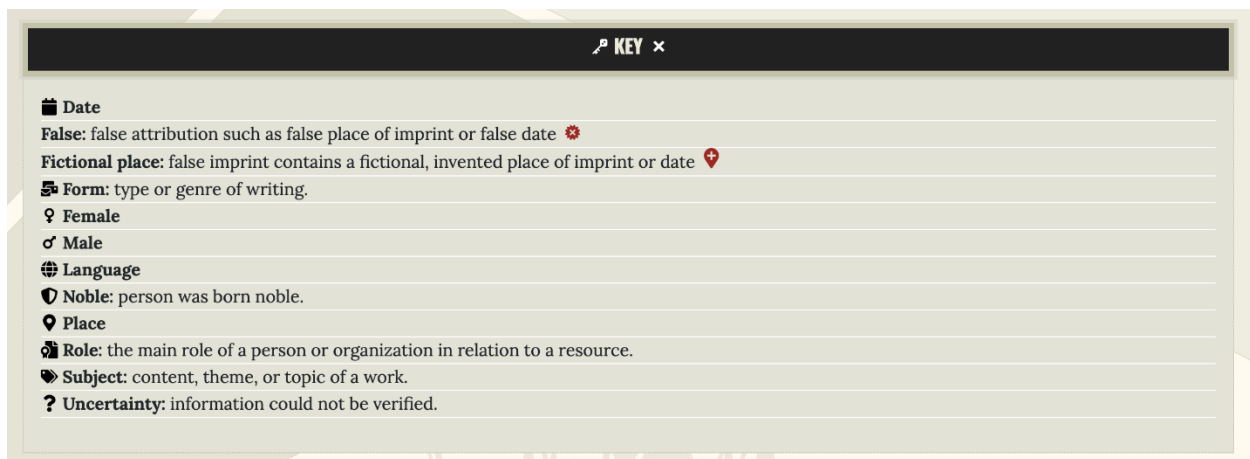 KEY ×
Date
False: false attribution such as false place of imprint or false date
Fictional place: false imprint contains a fictional, invented place of imprint or date
Form: type or genre of writing.
Female
Male
Language
Noble: person was born noble.
Place
Role: the main role of a person or organization in relation to a resource.
Subject: content, theme, or topic of a work.
? Uncertainty: information could not be verified.